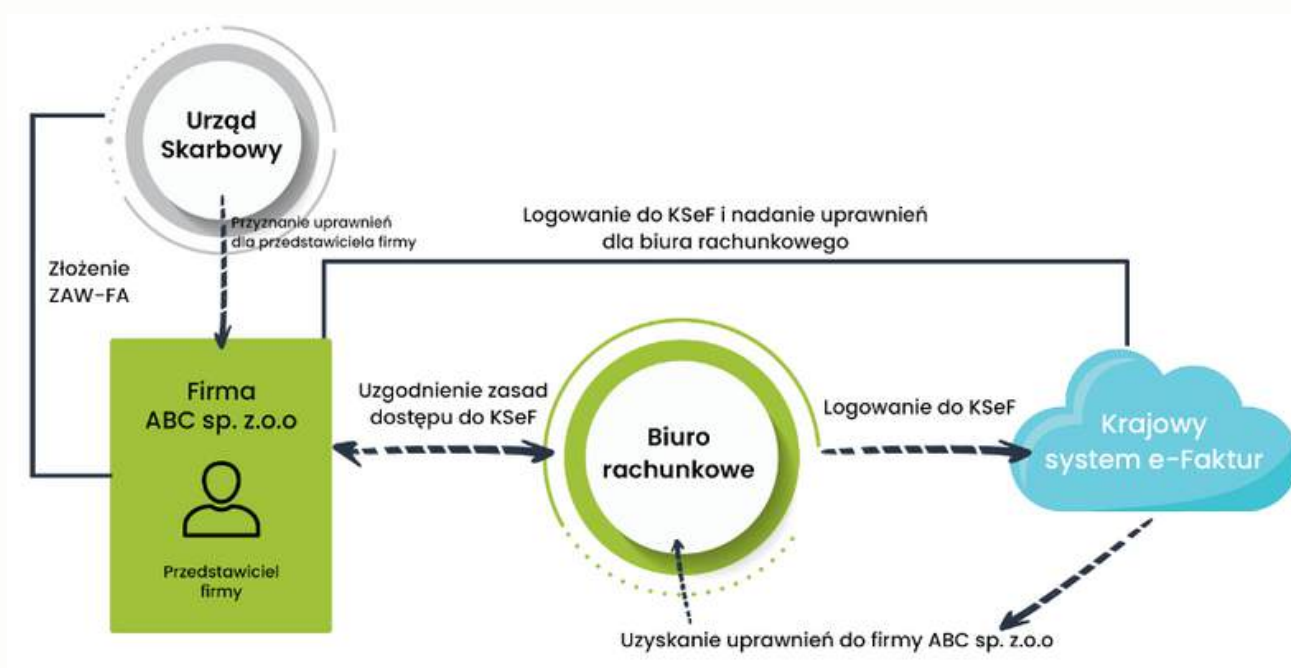 Urząd
Skarbowy
Przyznanie uprawnień
dla przedstawiciela firmy
Złożenie
ZAW-FA
Logowanie do KSeF i nadanie uprawnień
dla biura rachunkowego
Firma
ABC sp. z.o.o
Przedstawiciel
firmy
Uzgodnienie zasad
dostępu do KSeF
Biuro
rachunkowe
Logowanie do KSeF
Krajowy
system e-Faktur
Uzyskanie uprawnień do firmy ABC sp. z.o.o